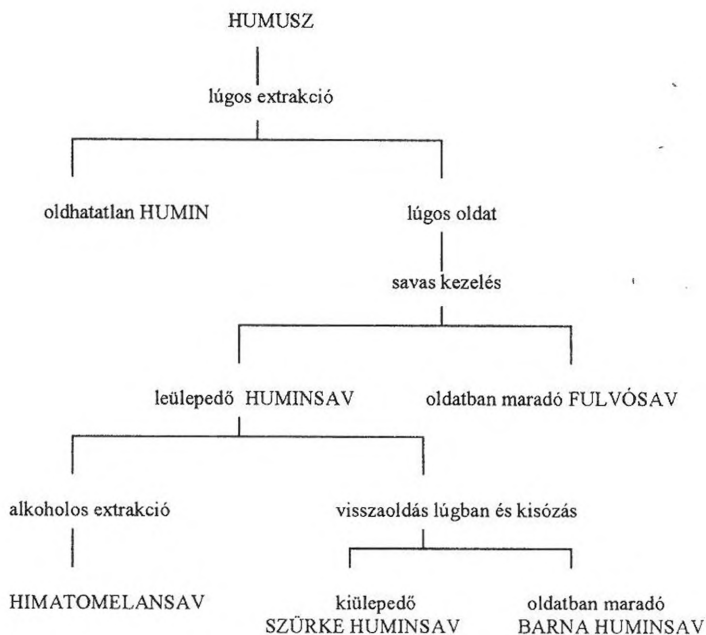 HUMUSZ
lúgos extrakció
oldhatatlan HUMIN
lúgos oldat
savas kezelés
leülepedő HUMINSAV
oldatban maradó FULVÓSAV
alkoholos extrakció
visszaoldás lúgban és kisózás
HIMATOMELANSAV
kiülepedő
SZÜRKE HUMINSAV
oldatban maradó
BARNA HUMINSAV